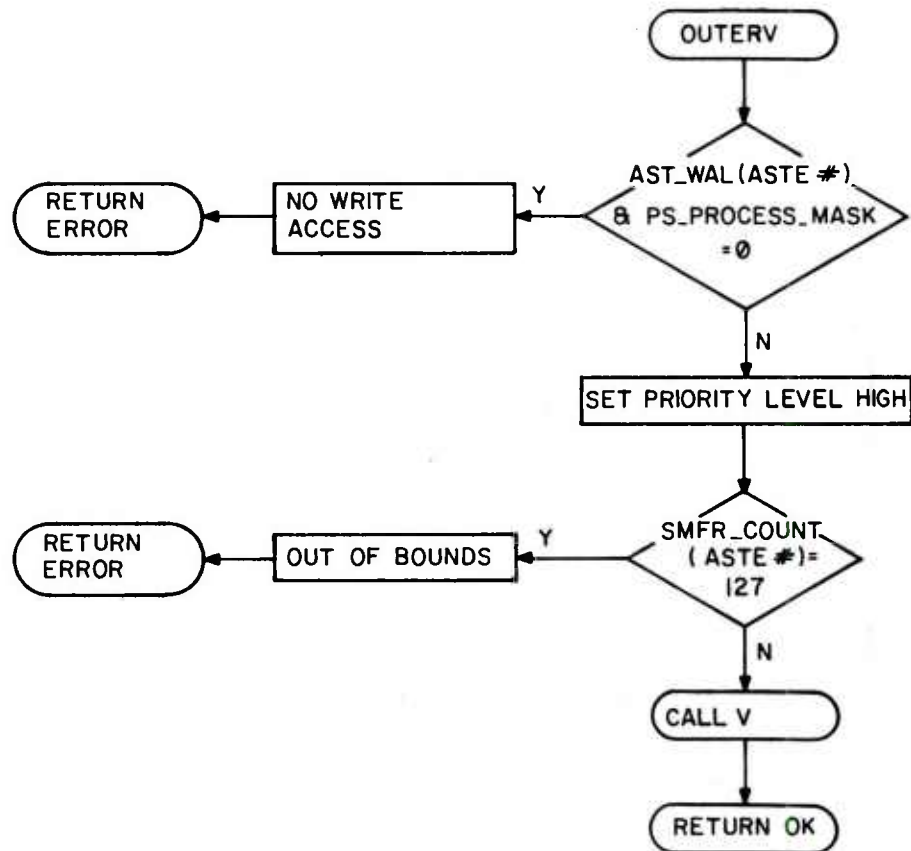 OUTERV
AST_WAL(ASTE #)
& PS_PROCESS_MASK
=0
Y
NO WRITE
ACCESS
RETURN
ERROR
N
SET PRIORITY LEVEL HIGH
SMFR_COUNT
(ASTE #)=
127
Y
OUT OF BOUNDS
RETURN
ERROR
N
CALL V
RETURN OK